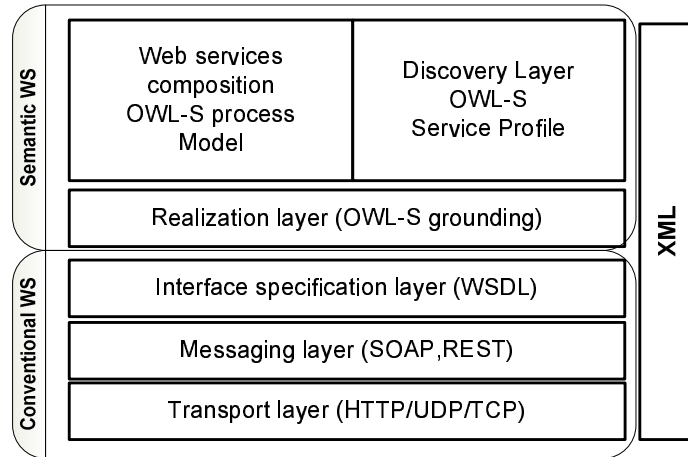 Semantic WS
Web services
composition
OWL-S process
Model
Discovery Layer
OWL-S
Service Profile
Realization layer (OWL-S grounding)
Conventional WS
Interface specification layer (WSDL)
Messaging layer (SOAP,REST)
Transport layer (HTTP/UDP/TCP)
XML